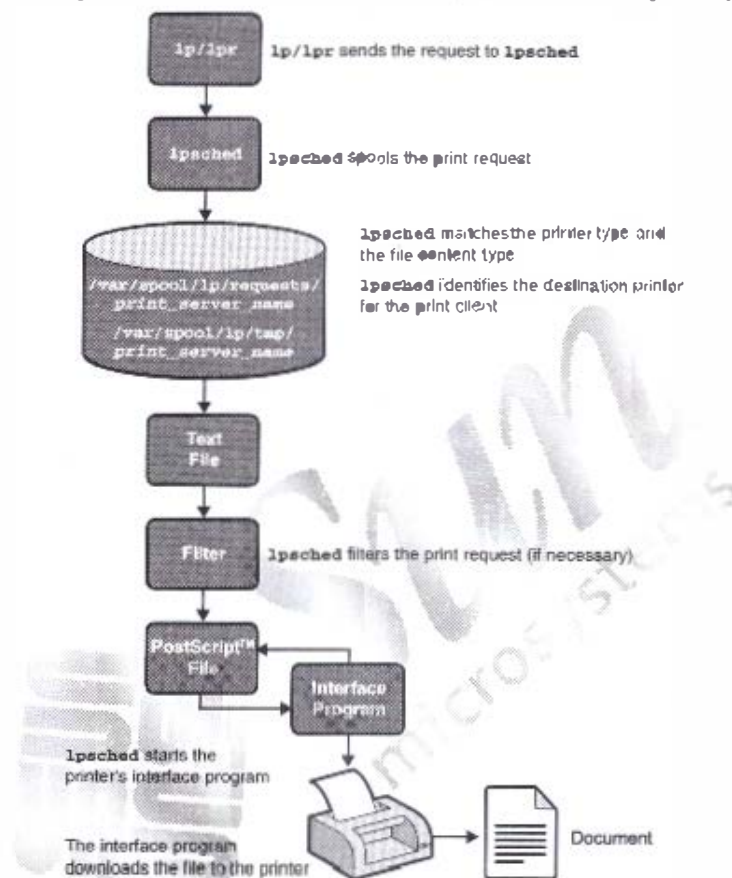 lp/lpr
lp/lpr sends the request to lpsched
lpsched
lpsched spools the print request
lpsched matches the printer type and
the file content type
lpsched identifies the destination printer
for the print client
/var/spool/lp/requests/
print_server_name
/var/spool/lp/tmp/
print_server_name
Text
File
Filter
lpsched filters the print request (if necessary)
PostScript™
File
Interface
Program
lpsched starts the
printer's interface program
The interface program
downloads the file to the printer
Document
Sun
microsystems